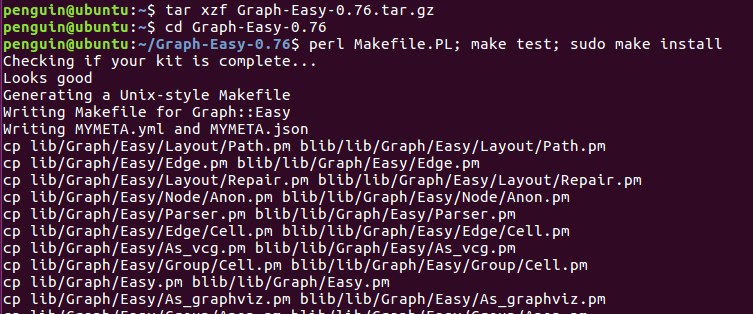 penguin@ubuntu:~$ tar xzf Graph-Easy-0.76.tar.gz
penguin@ubuntu:~$ cd Graph-Easy-0.76
penguin@ubuntu:~/Graph-Easy-0.76$ perl Makefile.PL; make test; sudo make install
Checking if your kit is complete...
Looks good
Generating a Unix-style Makefile
Writing Makefile for Graph::Easy
Writing MYMETA.yml and MYMETA.json
cp lib/Graph/Easy/Layout/Path.pm blib/lib/Graph/Easy/Layout/Path.pm
cp lib/Graph/Easy/Edge.pm blib/lib/Graph/Easy/Edge.pm
cp lib/Graph/Easy/Layout/Repair.pm blib/lib/Graph/Easy/Layout/Repair.pm
cp lib/Graph/Easy/Node/Anon.pm blib/lib/Graph/Easy/Node/Anon.pm
cp lib/Graph/Easy/Parser.pm blib/lib/Graph/Easy/Parser.pm
cp lib/Graph/Easy/Edge/Cell.pm blib/lib/Graph/Easy/Edge/Cell.pm
cp lib/Graph/Easy/As_vcg.pm blib/lib/Graph/Easy/As_vcg.pm
cp lib/Graph/Easy/Group/Cell.pm blib/lib/Graph/Easy/Group/Cell.pm
cp lib/Graph/Easy.pm blib/lib/Graph/Easy.pm
cp lib/Graph/Easy/As_graphviz.pm blib/lib/Graph/Easy/As_graphviz.pm